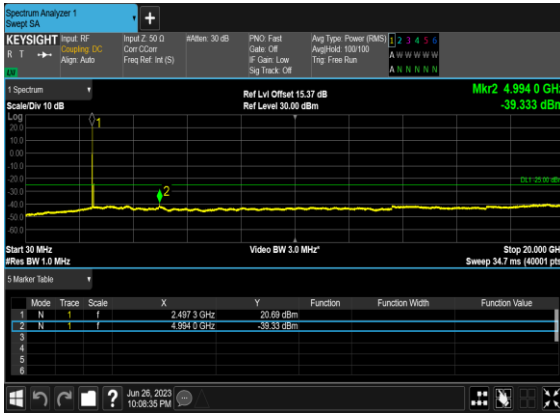 Spectrum Analyzer 1
Swept SA
KEYSIGHT Input: RF Input Z: 50 Ω #Atten: 30 dB PNO: Fast Avg Type: Power (RMS) 1 2 3 4 5 6
R T Coupling: DC Corr CCorr Gate: Off Avg|Hold: 100/100 A W W W W W
Align: Auto Freq Ref: Int (S) IF Gain: Low Trig: Free Run
Sig Track: Off A N N N N N
1 Spectrum Ref Lvl Offset 15.37 dB Mkr2 4.994 0 GHz
Scale/Div 10 dB Ref Level 30.00 dBm -39.333 dBm
Log
20.0
10.0
0.00
-10.0
-20.0
-30.0
-40.0
-50.0
-60.0
1
2
DL1 -25.00 dBm
Start 30 MHz Video BW 3.0 MHz* Stop 20.000 GHz
#Res BW 1.0 MHz Sweep 34.7 ms (40001 pts)
5 Marker Table
Mode Trace Scale X Y Function Function Width Function Value
1 N 1 f 2.497 3 GHz 20.69 dBm
2 N 1 f 4.994 0 GHz -39.33 dBm
3
4
5
6
? Jun 26, 2023
10:08:35 PM